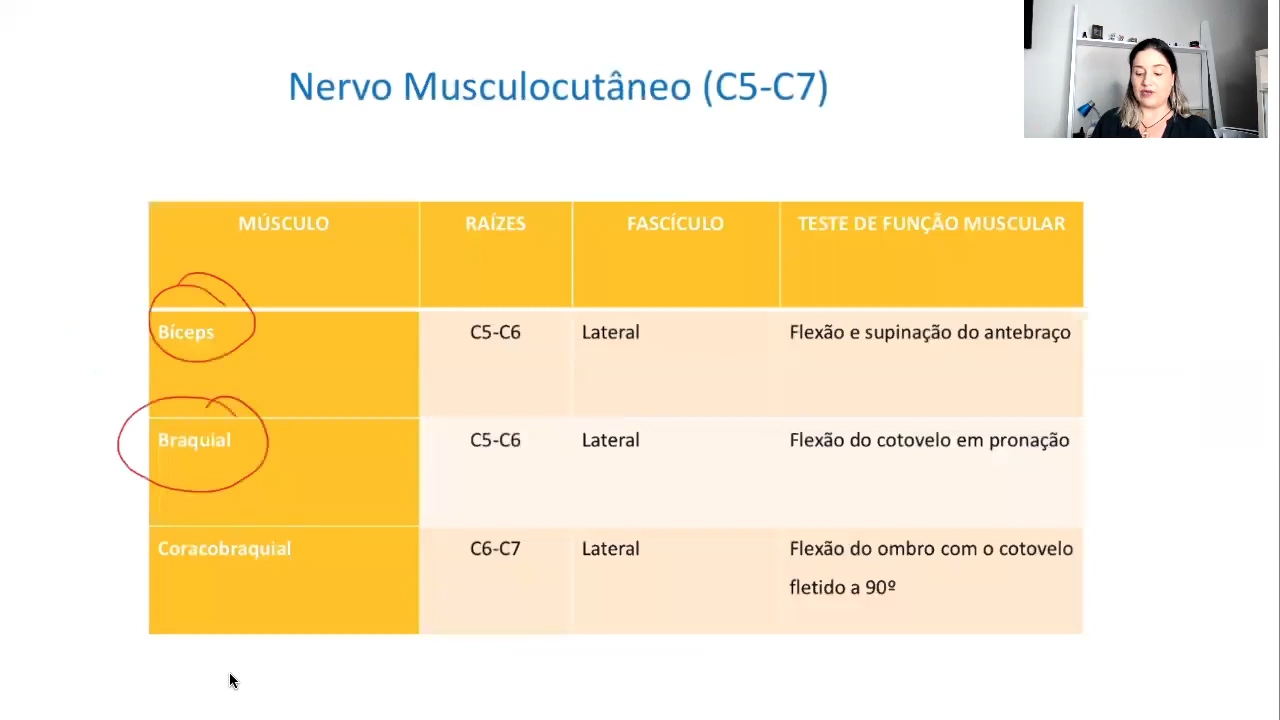 Nervo Musculocutâneo (C5-C7)
MÚSCULO RAÍZES FASCÍCULO TESTE DE FUNÇÃO MUSCULAR
Bíceps C5-C6 Lateral Flexão e supinação do antebraço
Braquial C5-C6 Lateral Flexão do cotovelo em pronação
Coracobraquial C6-C7 Lateral Flexão do ombro com o cotovelo
fletido a 90º